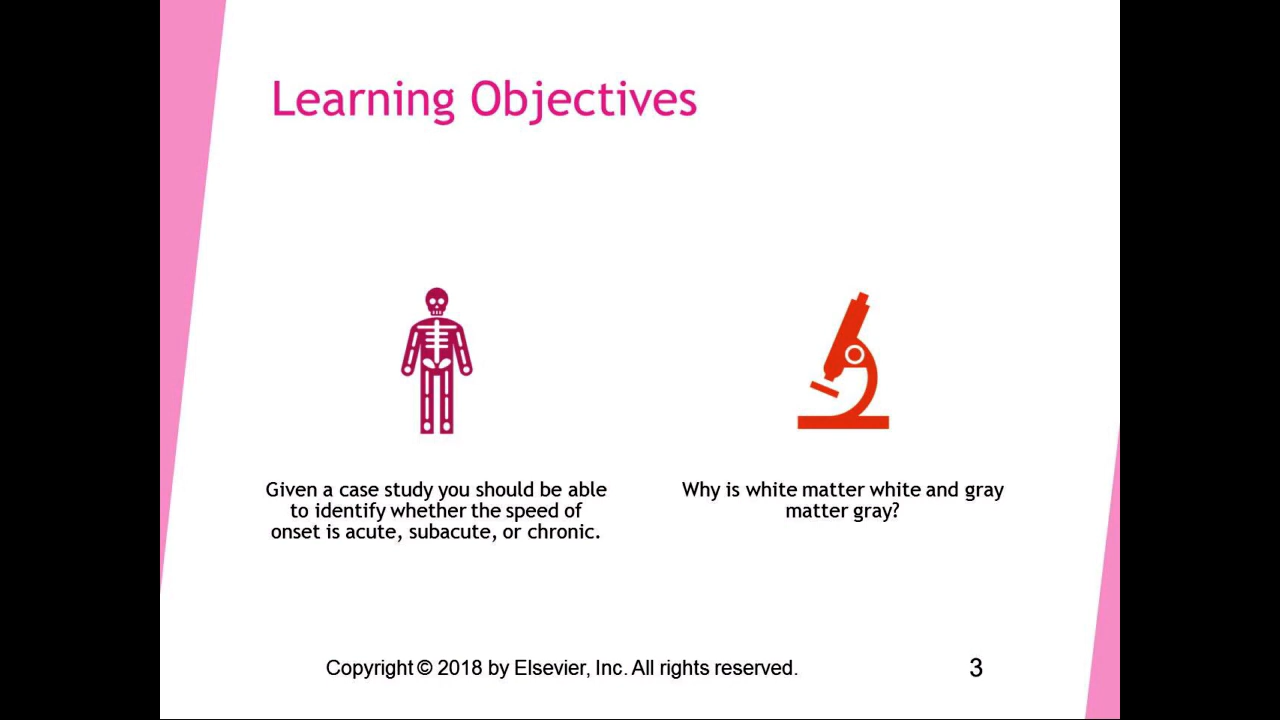 Learning Objectives
Given a case study you should be able
to identify whether the speed of
onset is acute, subacute, or chronic.
Why is white matter white and gray
matter gray?
Copyright © 2018 by Elsevier, Inc. All rights reserved.
3